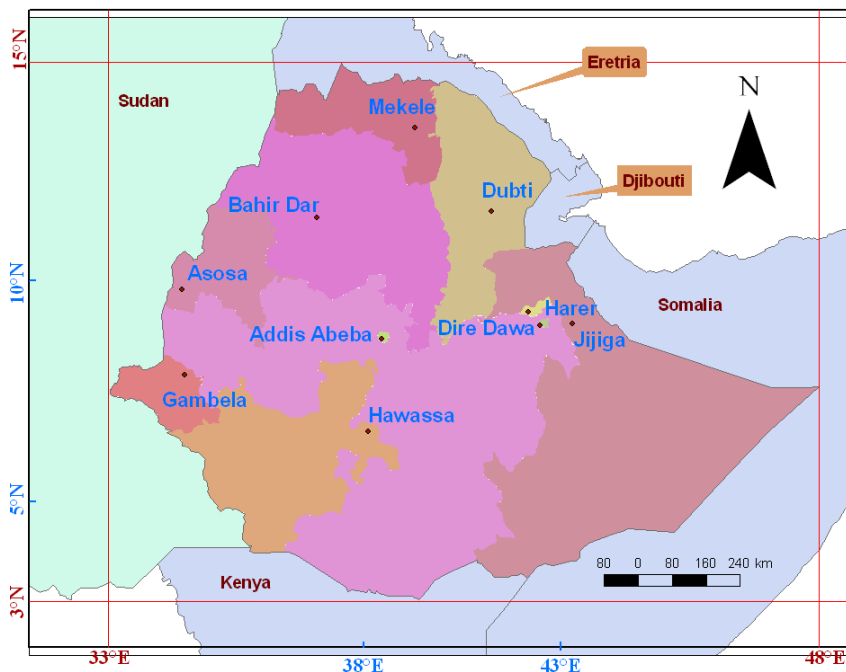 15°N
Eretria
Sudan
N
Mekele
Djibouti
Dubti
Bahir Dar
Asosa
10°N
Somalia
Harer
Addis Abeba
Dire Dawa
Jijiga
Gambela
Hawassa
5°N
80 0 80 160 240 km
Kenya
3°N
33°E
38°E
43°E
48°E